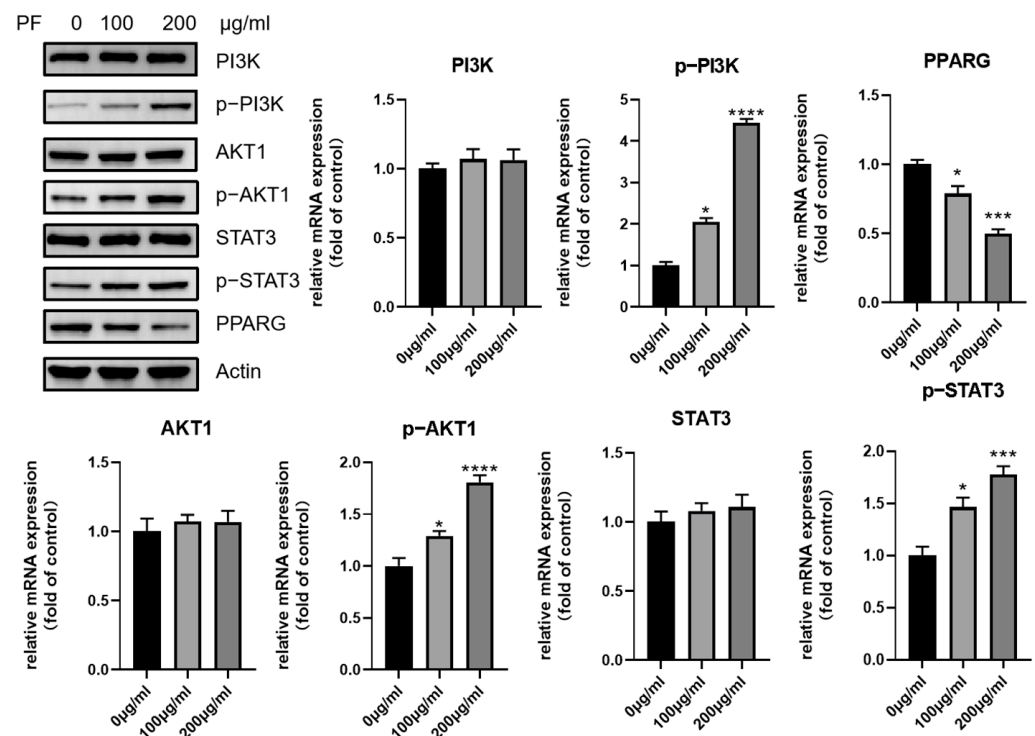 PF 0 100 200 µg/ml
PI3K
p−PI3K
AKT1
p−AKT1
STAT3
p−STAT3
PPARG
Actin
PI3K
relative mRNA expression
(fold of control)
1.5
1.0
0.5
0.0
0µg/ml
100µg/ml
200µg/ml
p−PI3K
relative mRNA expression
(fold of control)
5
4
3
2
1
0
*
****
0µg/ml
100µg/ml
200µg/ml
PPARG
relative mRNA expression
(fold of control)
1.5
1.0
0.5
0.0
*
***
0µg/ml
100µg/ml
200µg/ml
AKT1
relative mRNA expression
(fold of control)
1.5
1.0
0.5
0.0
0µg/ml
100µg/ml
200µg/ml
p−AKT1
relative mRNA expression
(fold of control)
2.0
1.5
1.0
0.5
0.0
*
****
0µg/ml
100µg/ml
200µg/ml
STAT3
relative mRNA expression
(fold of control)
1.5
1.0
0.5
0.0
0µg/ml
100µg/ml
200µg/ml
p−STAT3
relative mRNA expression
(fold of control)
2.0
1.5
1.0
0.5
0.0
*
***
0µg/ml
100µg/ml
200µg/ml